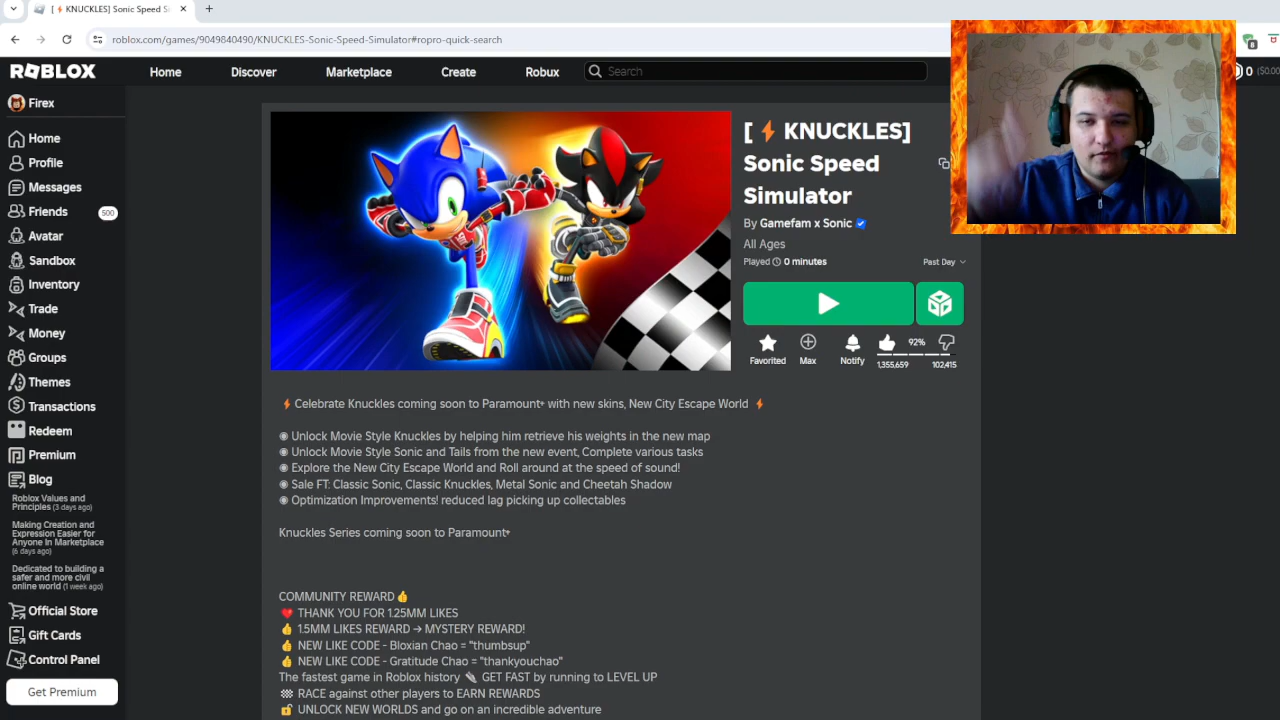 [ ⚡ KNUCKLES] Sonic Speed Si
roblox.com/games/9049840490/KNUCKLES-Sonic-Speed-Simulator#ropro-quick-search
8
ROBLOX
Home
Discover
Marketplace
Create
Robux
Search
0
($0.00
Firex
Home
Profile
Messages
Friends
500
Avatar
Sandbox
Inventory
Trade
Money
Groups
Themes
Transactions
Redeem
Premium
Blog
Roblox Values and
Principles (3 days ago)
Making Creation and
Expression Easier for
Anyone In Marketplace
(6 days ago)
Dedicated to building a
safer and more civil
online world (1 week ago)
Official Store
Gift Cards
Control Panel
Get Premium
[⚡KNUCKLES]
Sonic Speed
Simulator
By Gamefam x Sonic
All Ages
Played 0 minutes
Past Day
Favorited
Max
Notify
92%
1,355,659
102,415
⚡Celebrate Knuckles coming soon to Paramount+ with new skins, New City Escape World ⚡
◉ Unlock Movie Style Knuckles by helping him retrieve his weights in the new map
◉ Unlock Movie Style Sonic and Tails from the new event, Complete various tasks
◉ Explore the New City Escape World and Roll around at the speed of sound!
◉ Sale FT: Classic Sonic, Classic Knuckles, Metal Sonic and Cheetah Shadow
◉ Optimization Improvements! reduced lag picking up collectables
Knuckles Series coming soon to Paramount+
COMMUNITY REWARD👍
❤️ THANK YOU FOR 1.25MM LIKES
👍 1.5MM LIKES REWARD → MYSTERY REWARD!
👍 NEW LIKE CODE - Bloxian Chao = "thumbsup"
👍 NEW LIKE CODE - Gratitude Chao = "thankyouchao"
The fastest game in Roblox history 👟 GET FAST by running to LEVEL UP
🏁 RACE against other players to EARN REWARDS
🔓 UNLOCK NEW WORLDS and go on an incredible adventure